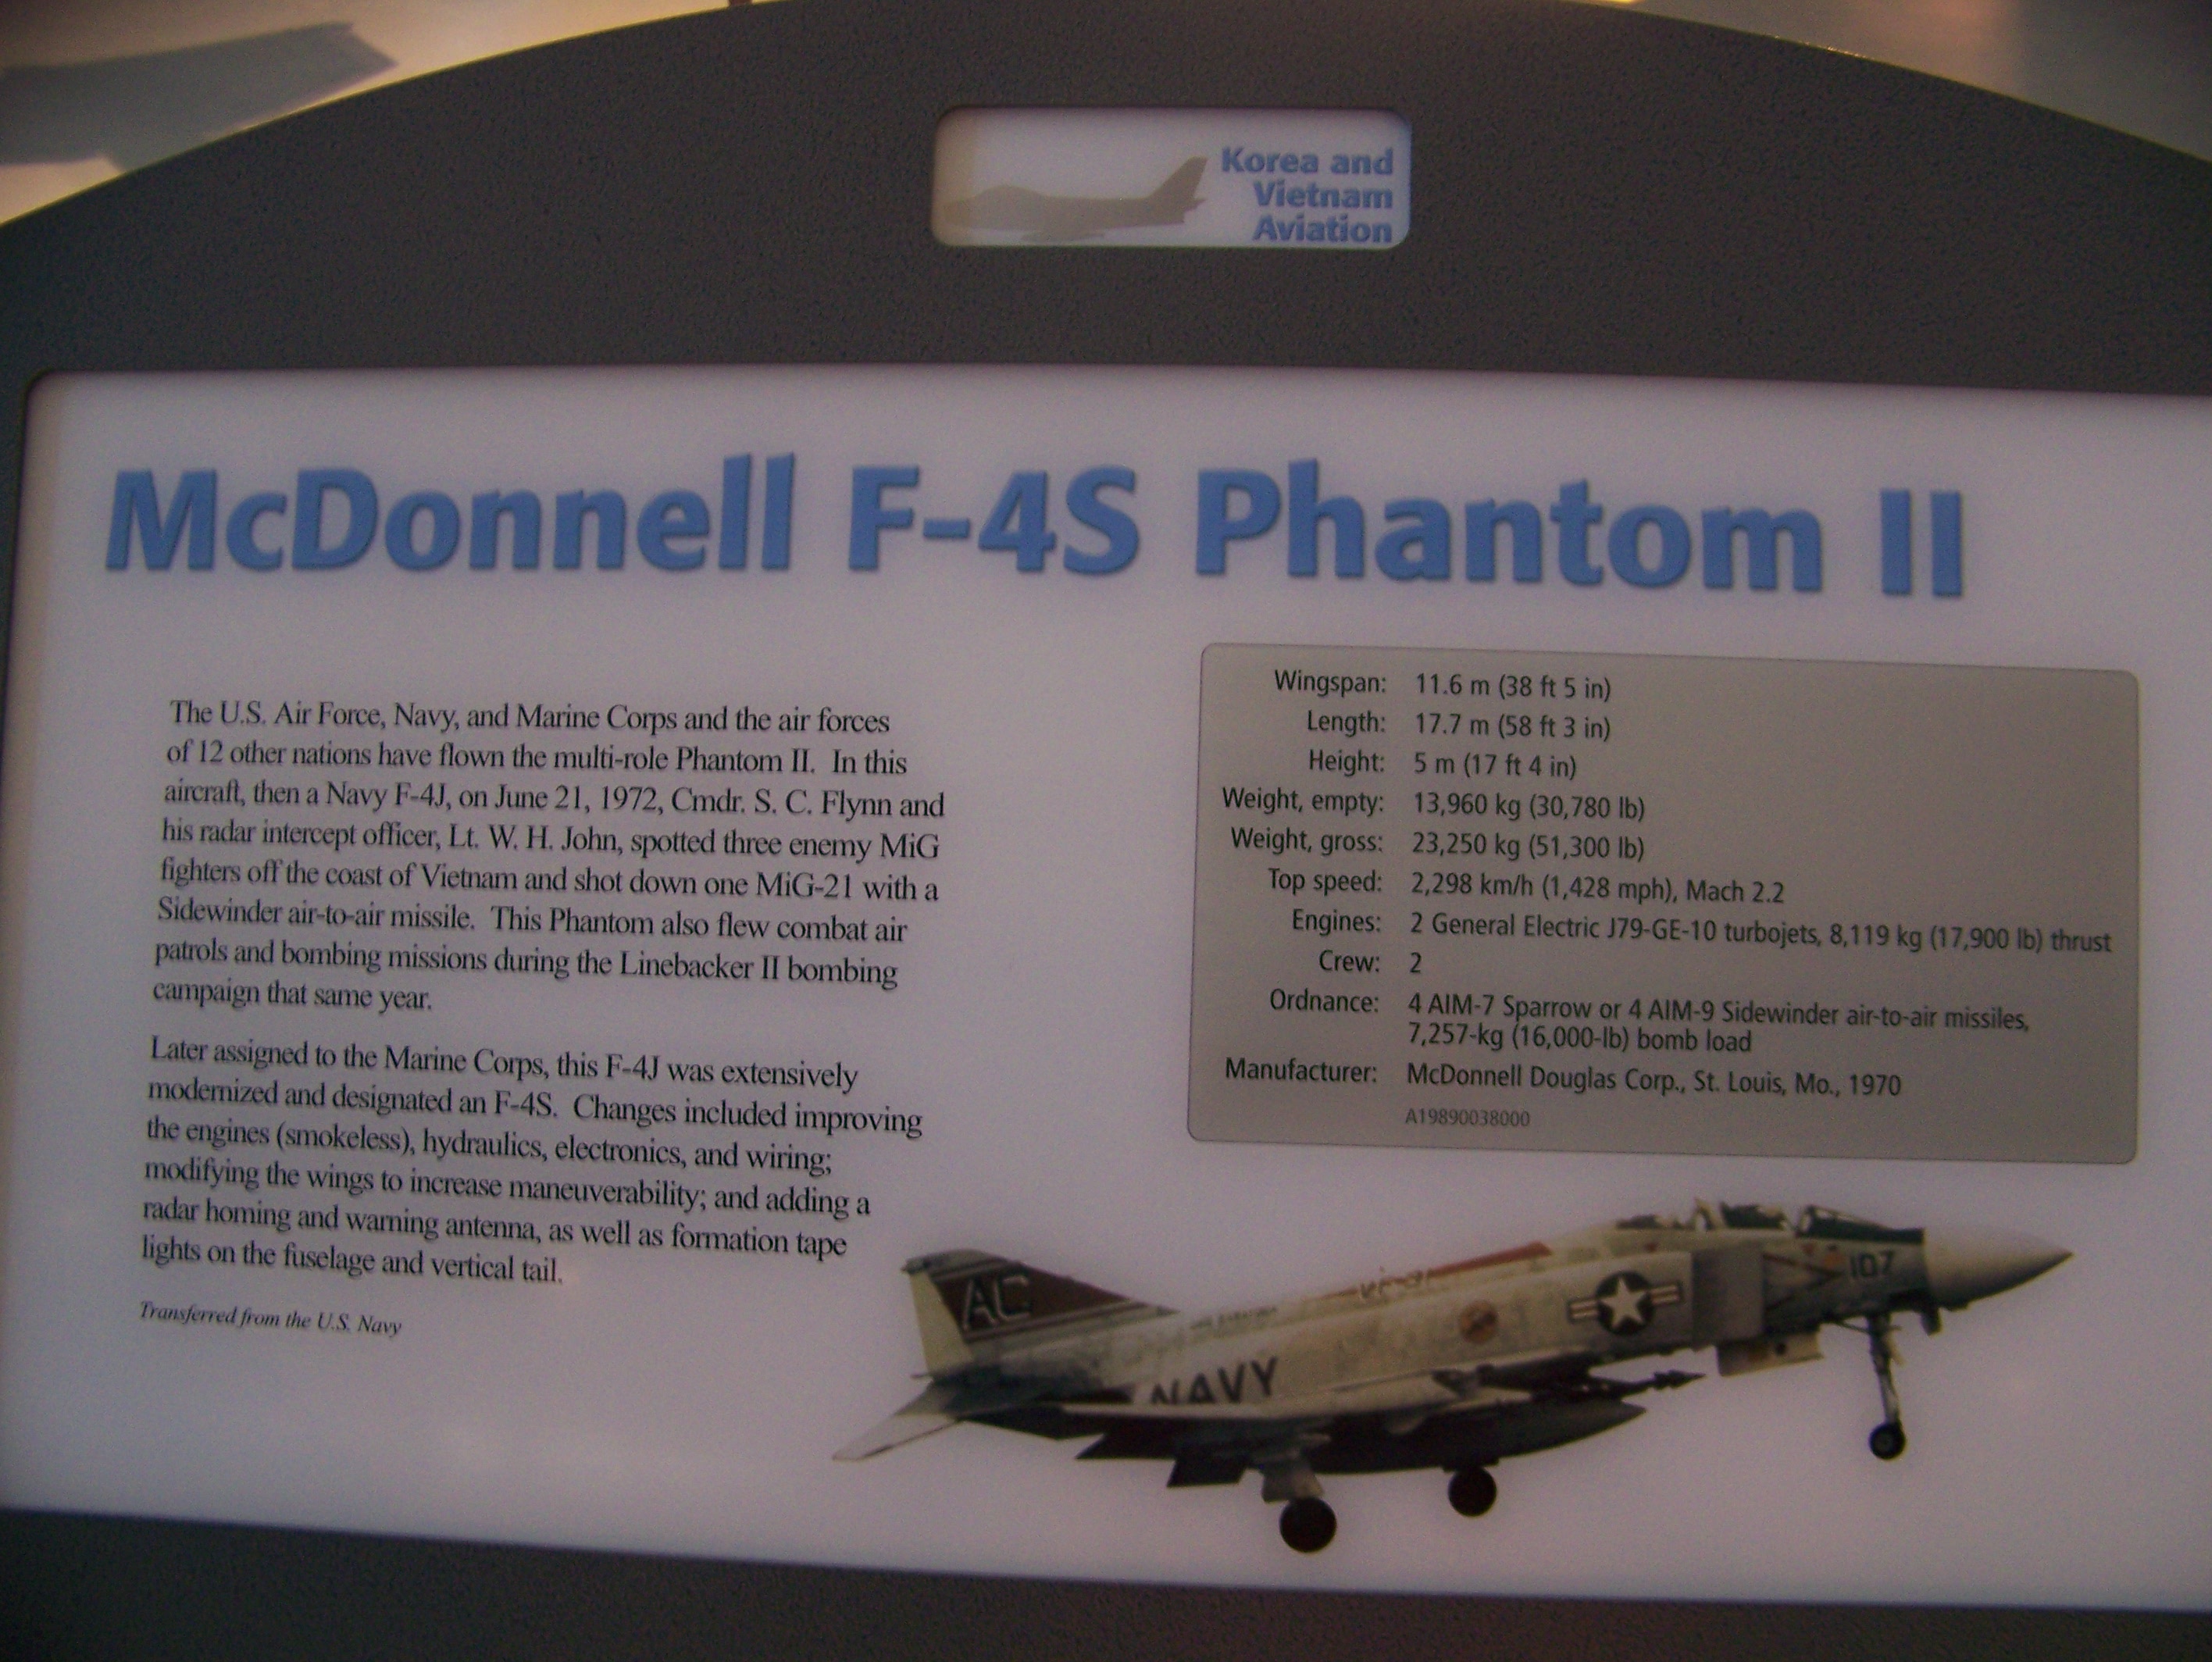 Korea and
Vietnam
Aviation
McDonnell F-4S Phantom II
The U.S. Air Force, Navy, and Marine Corps and the air forces
of 12 other nations have flown the multi-role Phantom II. In this
aircraft, then a Navy F-4J, on June 21, 1972, Cmdr. S. C. Flynn and
his radar intercept officer, Lt. W. H. John, spotted three enemy MiG
fighters off the coast of Vietnam and shot down one MiG-21 with a
Sidewinder air-to-air missile. This Phantom also flew combat air
patrols and bombing missions during the Linebacker II bombing
campaign that same year.
Later assigned to the Marine Corps, this F-4J was extensively
modernized and designated an F-4S. Changes included improving
the engines (smokeless), hydraulics, electronics, and wiring;
modifying the wings to increase maneuverability; and adding a
radar homing and warning antenna, as well as formation tape
lights on the fuselage and vertical tail.
Transferred from the U.S. Navy
Wingspan: 11.6 m (38 ft 5 in)
Length: 17.7 m (58 ft 3 in)
Height: 5 m (17 ft 4 in)
Weight, empty: 13,960 kg (30,780 lb)
Weight, gross: 23,250 kg (51,300 lb)
Top speed: 2,298 km/h (1,428 mph), Mach 2.2
Engines: 2 General Electric J79-GE-10 turbojets, 8,119 kg (17,900 lb) thrust
Crew: 2
Ordnance: 4 AIM-7 Sparrow or 4 AIM-9 Sidewinder air-to-air missiles,
7,257-kg (16,000-lb) bomb load
Manufacturer: McDonnell Douglas Corp., St. Louis, Mo., 1970
A19890038000
AC
107
NAVY